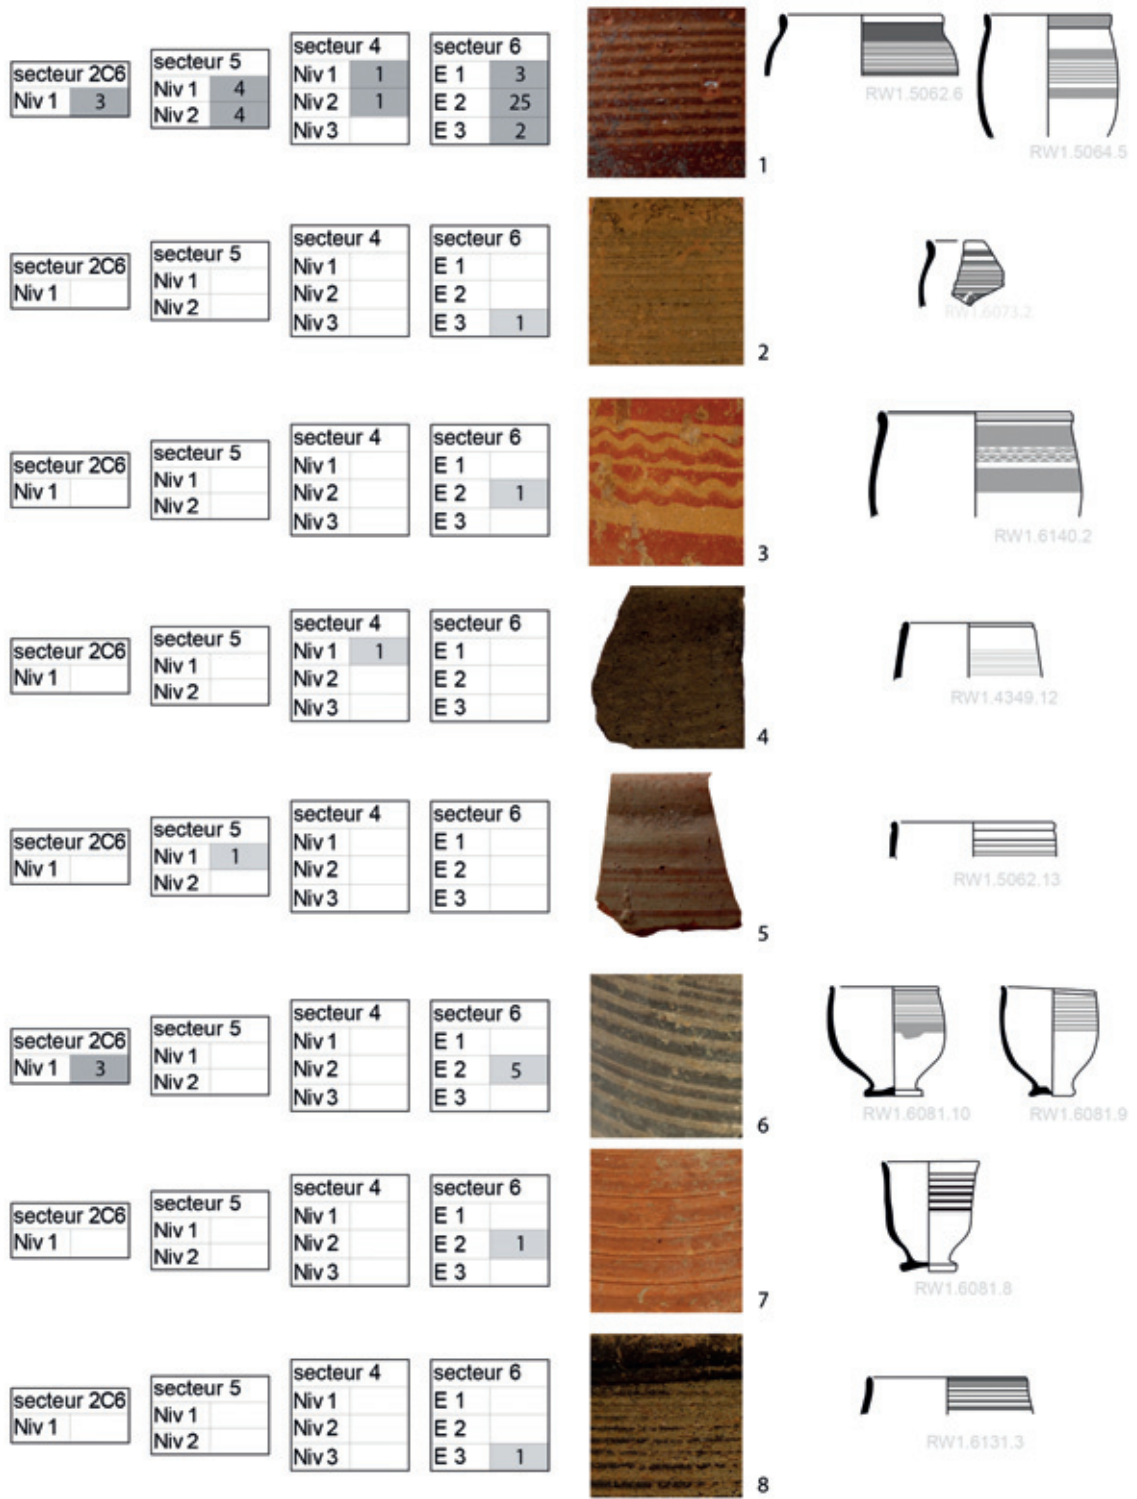 secteur 2C6
Niv 1 3
secteur 5
Niv 1 4
Niv 2 4
secteur 4
Niv 1 1
Niv 2 1
Niv 3
secteur 6
E 1 3
E 2 25
E 3 2
1
RW1.5062.6
RW1.5064.5
secteur 2C6
Niv 1
secteur 5
Niv 1
Niv 2
secteur 4
Niv 1
Niv 2
Niv 3
secteur 6
E 1
E 2
E 3 1
2
RW1.6073.2
secteur 2C6
Niv 1
secteur 5
Niv 1
Niv 2
secteur 4
Niv 1
Niv 2
Niv 3
secteur 6
E 1
E 2 1
E 3
3
RW1.6140.2
secteur 2C6
Niv 1
secteur 5
Niv 1
Niv 2
secteur 4
Niv 1 1
Niv 2
Niv 3
secteur 6
E 1
E 2
E 3
4
RW1.4349.12
secteur 2C6
Niv 1
secteur 5
Niv 1 1
Niv 2
secteur 4
Niv 1
Niv 2
Niv 3
secteur 6
E 1
E 2
E 3
5
RW1.5062.13
secteur 2C6
Niv 1 3
secteur 5
Niv 1
Niv 2
secteur 4
Niv 1
Niv 2
Niv 3
secteur 6
E 1
E 2 5
E 3
6
RW1.6081.10
RW1.6081.9
secteur 2C6
Niv 1
secteur 5
Niv 1
Niv 2
secteur 4
Niv 1
Niv 2
Niv 3
secteur 6
E 1
E 2 1
E 3
7
RW1.6081.8
secteur 2C6
Niv 1
secteur 5
Niv 1
Niv 2
secteur 4
Niv 1
Niv 2
Niv 3
secteur 6
E 1
E 2
E 3 1
8
RW1.6131.3